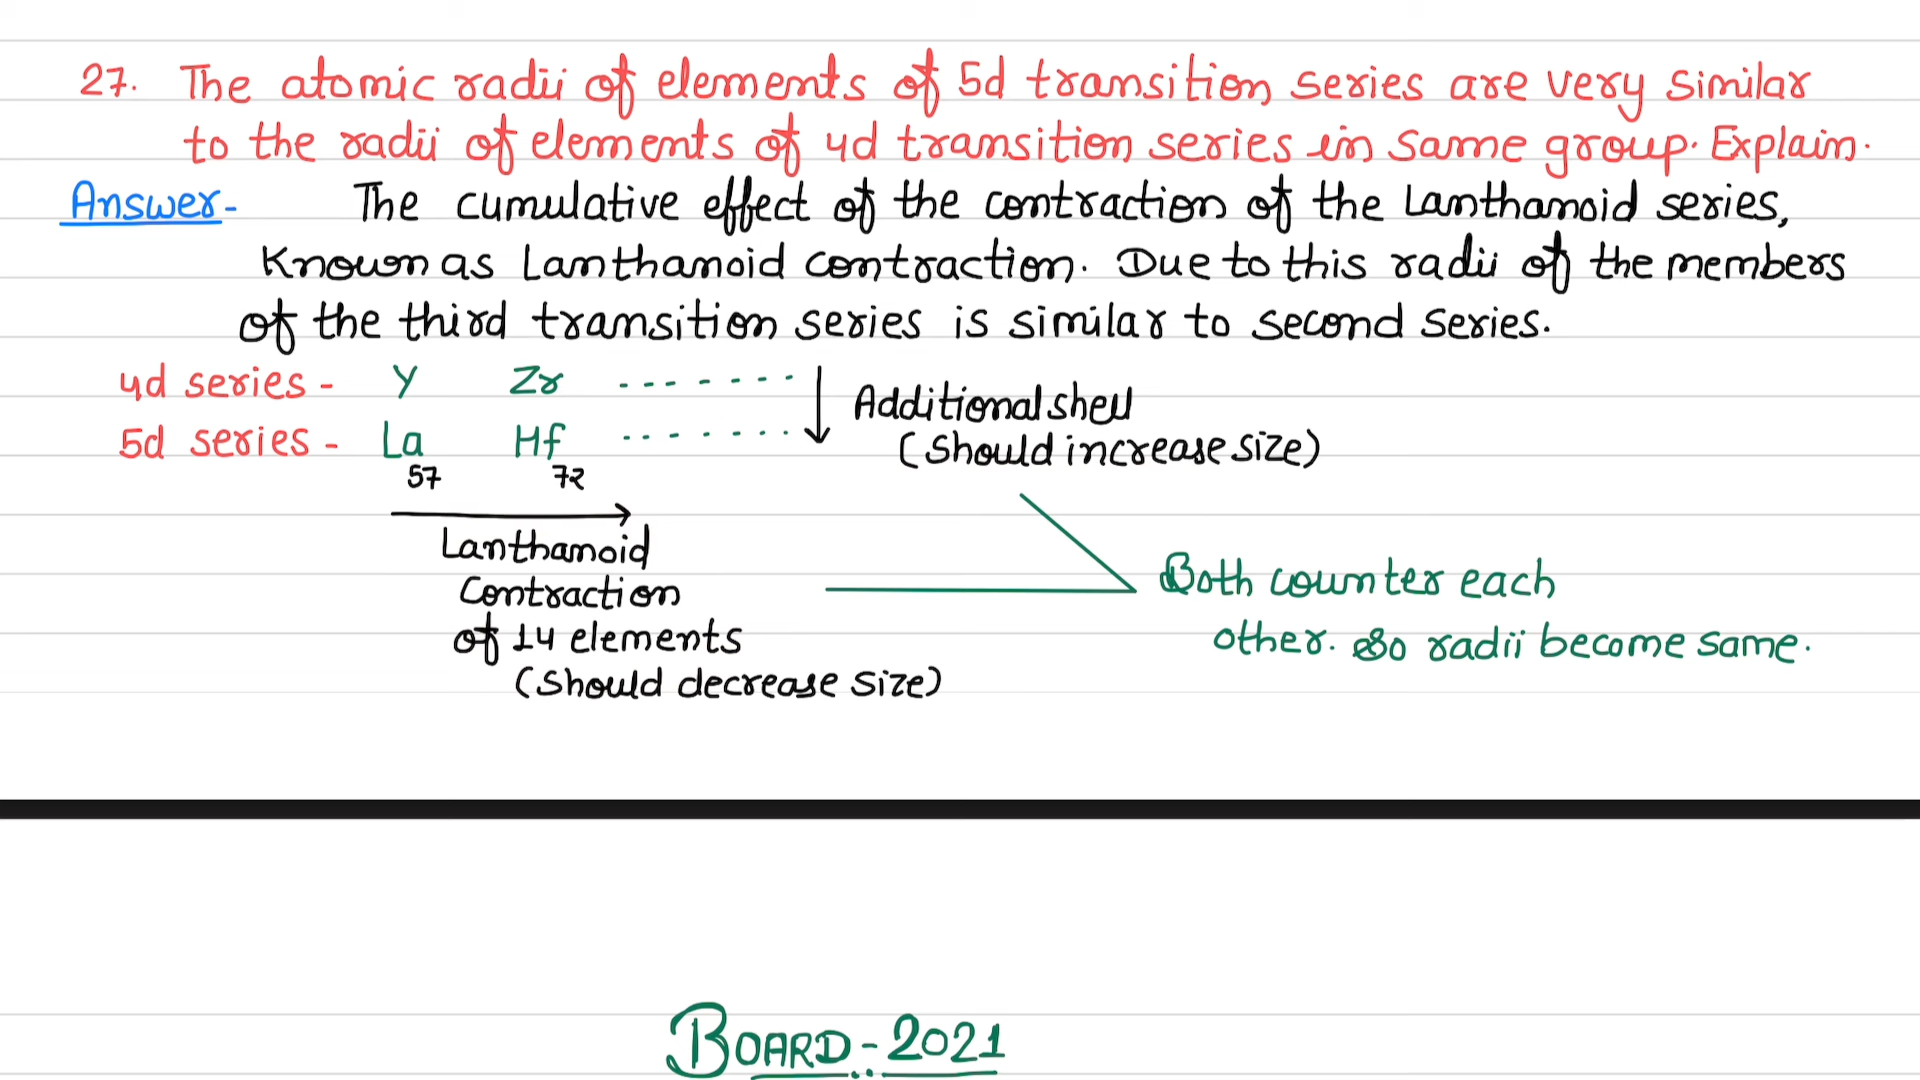 27. The atomic radii of elements of 5d transition series are very similar
to the radii of elements of 4d transition series in same group. Explain.
Answer- The cumulative effect of the contraction of the Lanthanoid series,
Known as Lanthanoid contraction. Due to this radii of the members
of the third transition series is similar to second series.
4d series - Y Zr ------- Additional shell
(Should increase size)
5d series - La Hf -------
57 72
Lanthanoid
Contraction
of 14 elements
(Should decrease size)
Both counter each
other. So radii become same.
BOARD - 2021